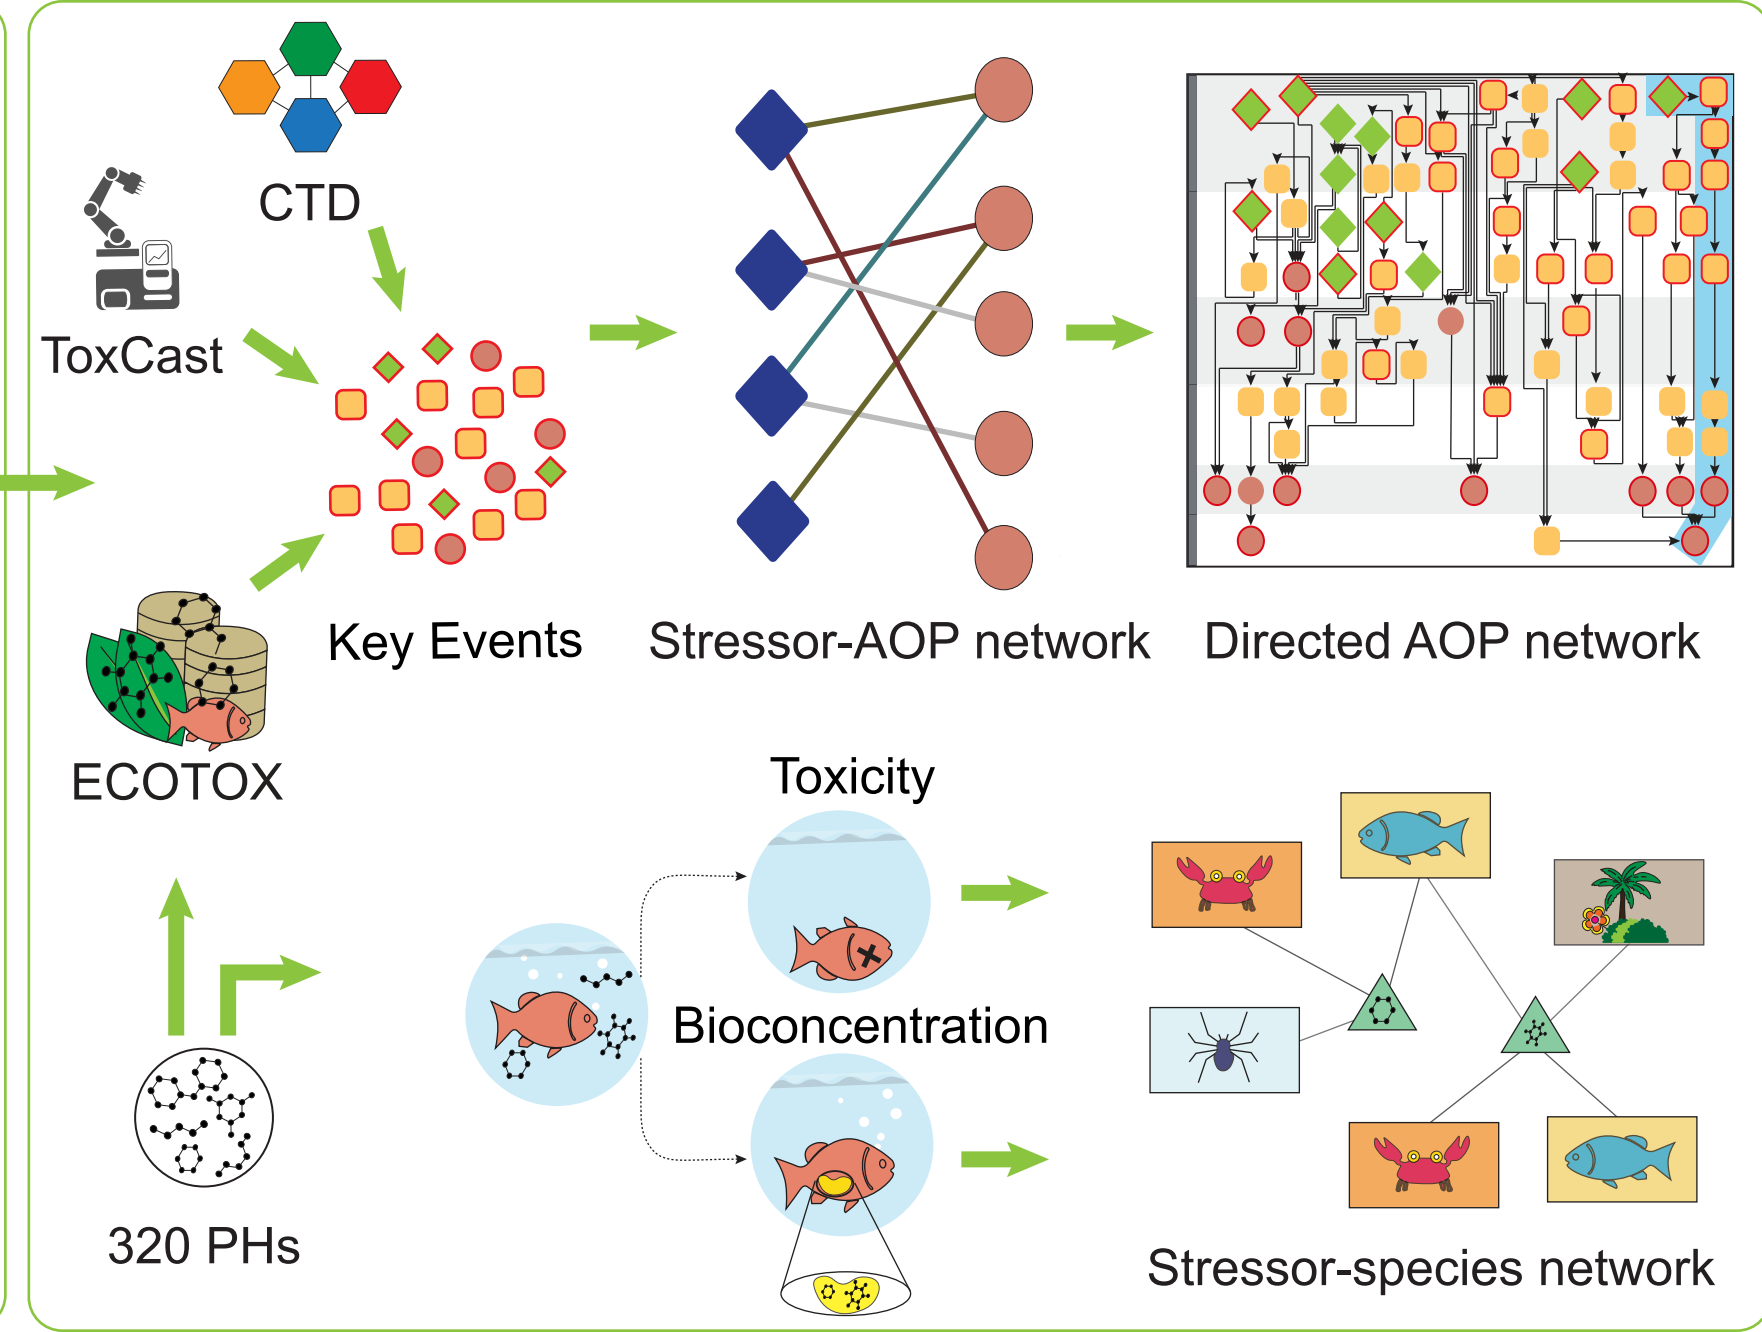 CTD
ToxCast
Key Events
Stressor-AOP network
Directed AOP network
ECOTOX
Toxicity
Bioconcentration
320 PHs
Stressor-species network